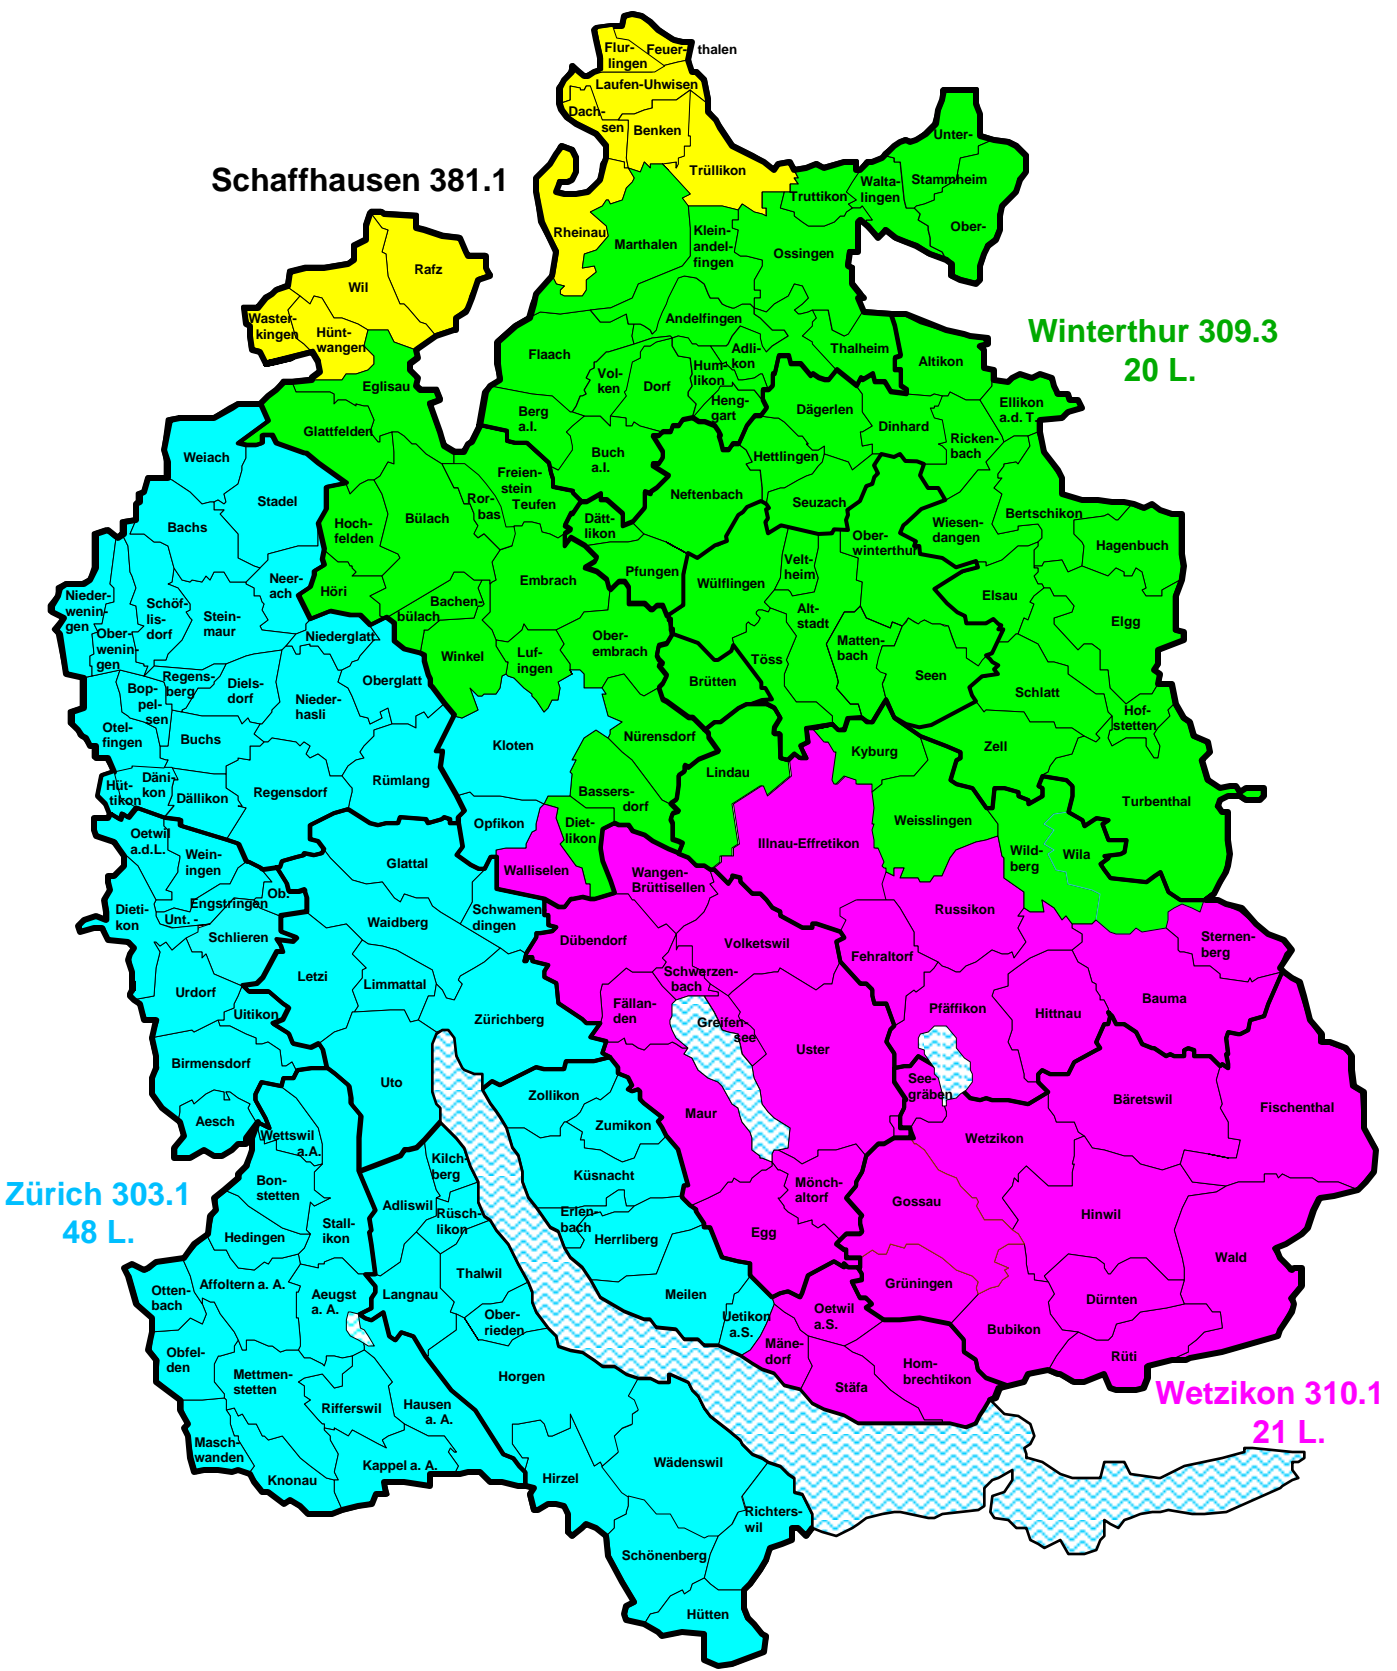 Flur-
lingen
Feuer-
thalen
Laufen-Uhwisen
Dach-
sen
Benken
Trüllikon
Schaffhausen 381.1
Rheinau
Marthalen
Klein-
andel-
fingen
Ossingen
Truttikon
Walta-
lingen
Unter-
Stammheim
Ober-
Rafz
Wil
Waster-
kingen
Hünt-
wangen
Andelfingen
Flaach
Vol-
ken
Dorf
Hum-
likon
Adli-
kon
Heng-
gart
Thalheim
Altikon
Winterthur 309.3
20 L.
Eglisau
Glattfelden
Berg
a.I.
Buch
a.I.
Dägerlen
Dinhard
Ellikon
a.d. T.
Ricken-
bach
Weiach
Stadel
Bachs
Hoch-
felden
Bülach
Ror-
bas
Freien-
stein
Teufen
Neftenbach
Hettlingen
Seuzach
Dätt-
likon
Pfungen
Wülflingen
Velt-
heim
Ober-
winterthur
Wiesen-
dangen
Bertschikon
Hagenbuch
Elsau
Elgg
Neer-
ach
Höri
Bachen-
bülach
Embrach
Ober-
embrach
Nieder-
wenin-
gen
Ober-
wenin-
gen
Schöf-
lis-
dorf
Stein-
maur
Niederglatt
Winkel
Luf-
ingen
Brütten
Töss
Alt-
stadt
Matten-
bach
Seen
Schlatt
Hof-
stetten
Zell
Bop-
pel-
sen
Regens-
berg
Diels-
dorf
Nieder-
hasli
Oberglatt
Otel-
fingen
Buchs
Kloten
Nürensdorf
Lindau
Kyburg
Hüt-
tikon
Däni-
kon
Dällikon
Regensdorf
Rümlang
Opfikon
Bassers-
dorf
Diet-
likon
Walliselen
Illnau-Effretikon
Weisslingen
Wild-
berg
Wila
Turbenthal
Oetwil
a.d.L.
Wein-
ingen
Glattal
Wangen-
Brüttisellen
Dieti-
kon
Engstringen
Ob.
Unt. -
Schlieren
Waidberg
Schwamen
dingen
Dübendorf
Volketswil
Russikon
Fehraltorf
Sternen-
berg
Urdorf
Uitikon
Letzi
Limmattal
Zürichberg
Schwerzen-
bach
Fällan-
den
Greifen-
see
Uster
Pfäffikon
Hittnau
Bauma
Birmensdorf
Uto
Aesch
Zollikon
Zumikon
Maur
See-
gräben
Bäretswil
Fischenthal
Wettswil
a.A.
Kilch-
berg
Küsnacht
Wetzikon
Zürich 303.1
48 L.
Bon-
stetten
Stall-
ikon
Adliswil
Rüsch-
likon
Erlen-
bach
Herrliberg
Mönch-
altorf
Egg
Gossau
Hinwil
Wald
Hedingen
Thalwil
Meilen
Uetikon
a.S.
Grüningen
Dürnten
Otten-
bach
Affoltern a. A.
Aeugst
a. A.
Langnau
Ober-
rieden
Oetwil
a.S.
Bubikon
Rüti
Obfel-
den
Mettmen-
stetten
Rifferswil
Hausen
a. A.
Horgen
Mäne-
dorf
Stäfa
Hom-
brechtikon
Wetzikon 310.1
21 L.
Masch-
wanden
Knonau
Kappel a. A.
Hirzel
Wädenswil
Richters-
wil
Schönenberg
Hütten